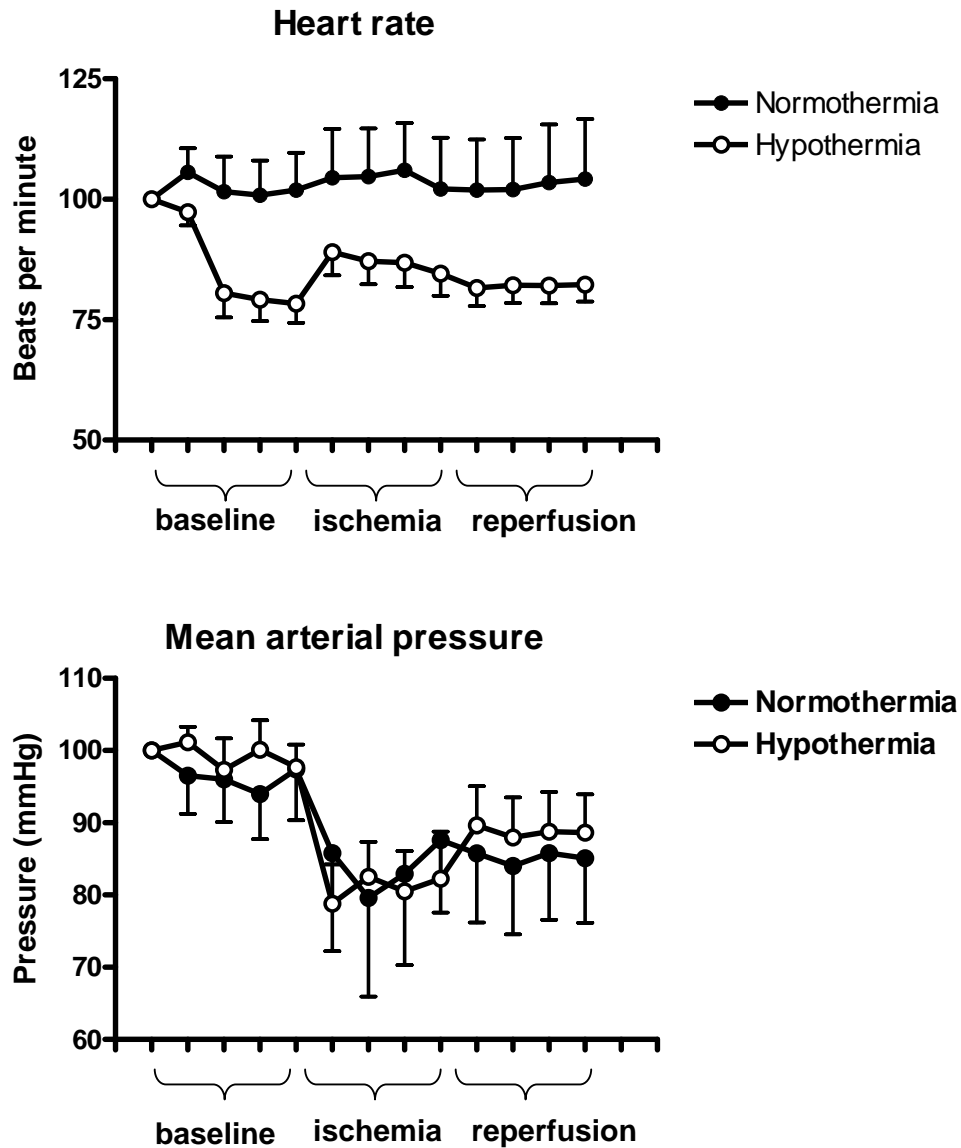 Heart rate
125
100
75
50
Beats per minute
Normothermia
Hypothermia
baseline ischemia reperfusion
Mean arterial pressure
110
100
90
80
70
60
Pressure (mmHg)
Normothermia
Hypothermia
baseline ischemia reperfusion